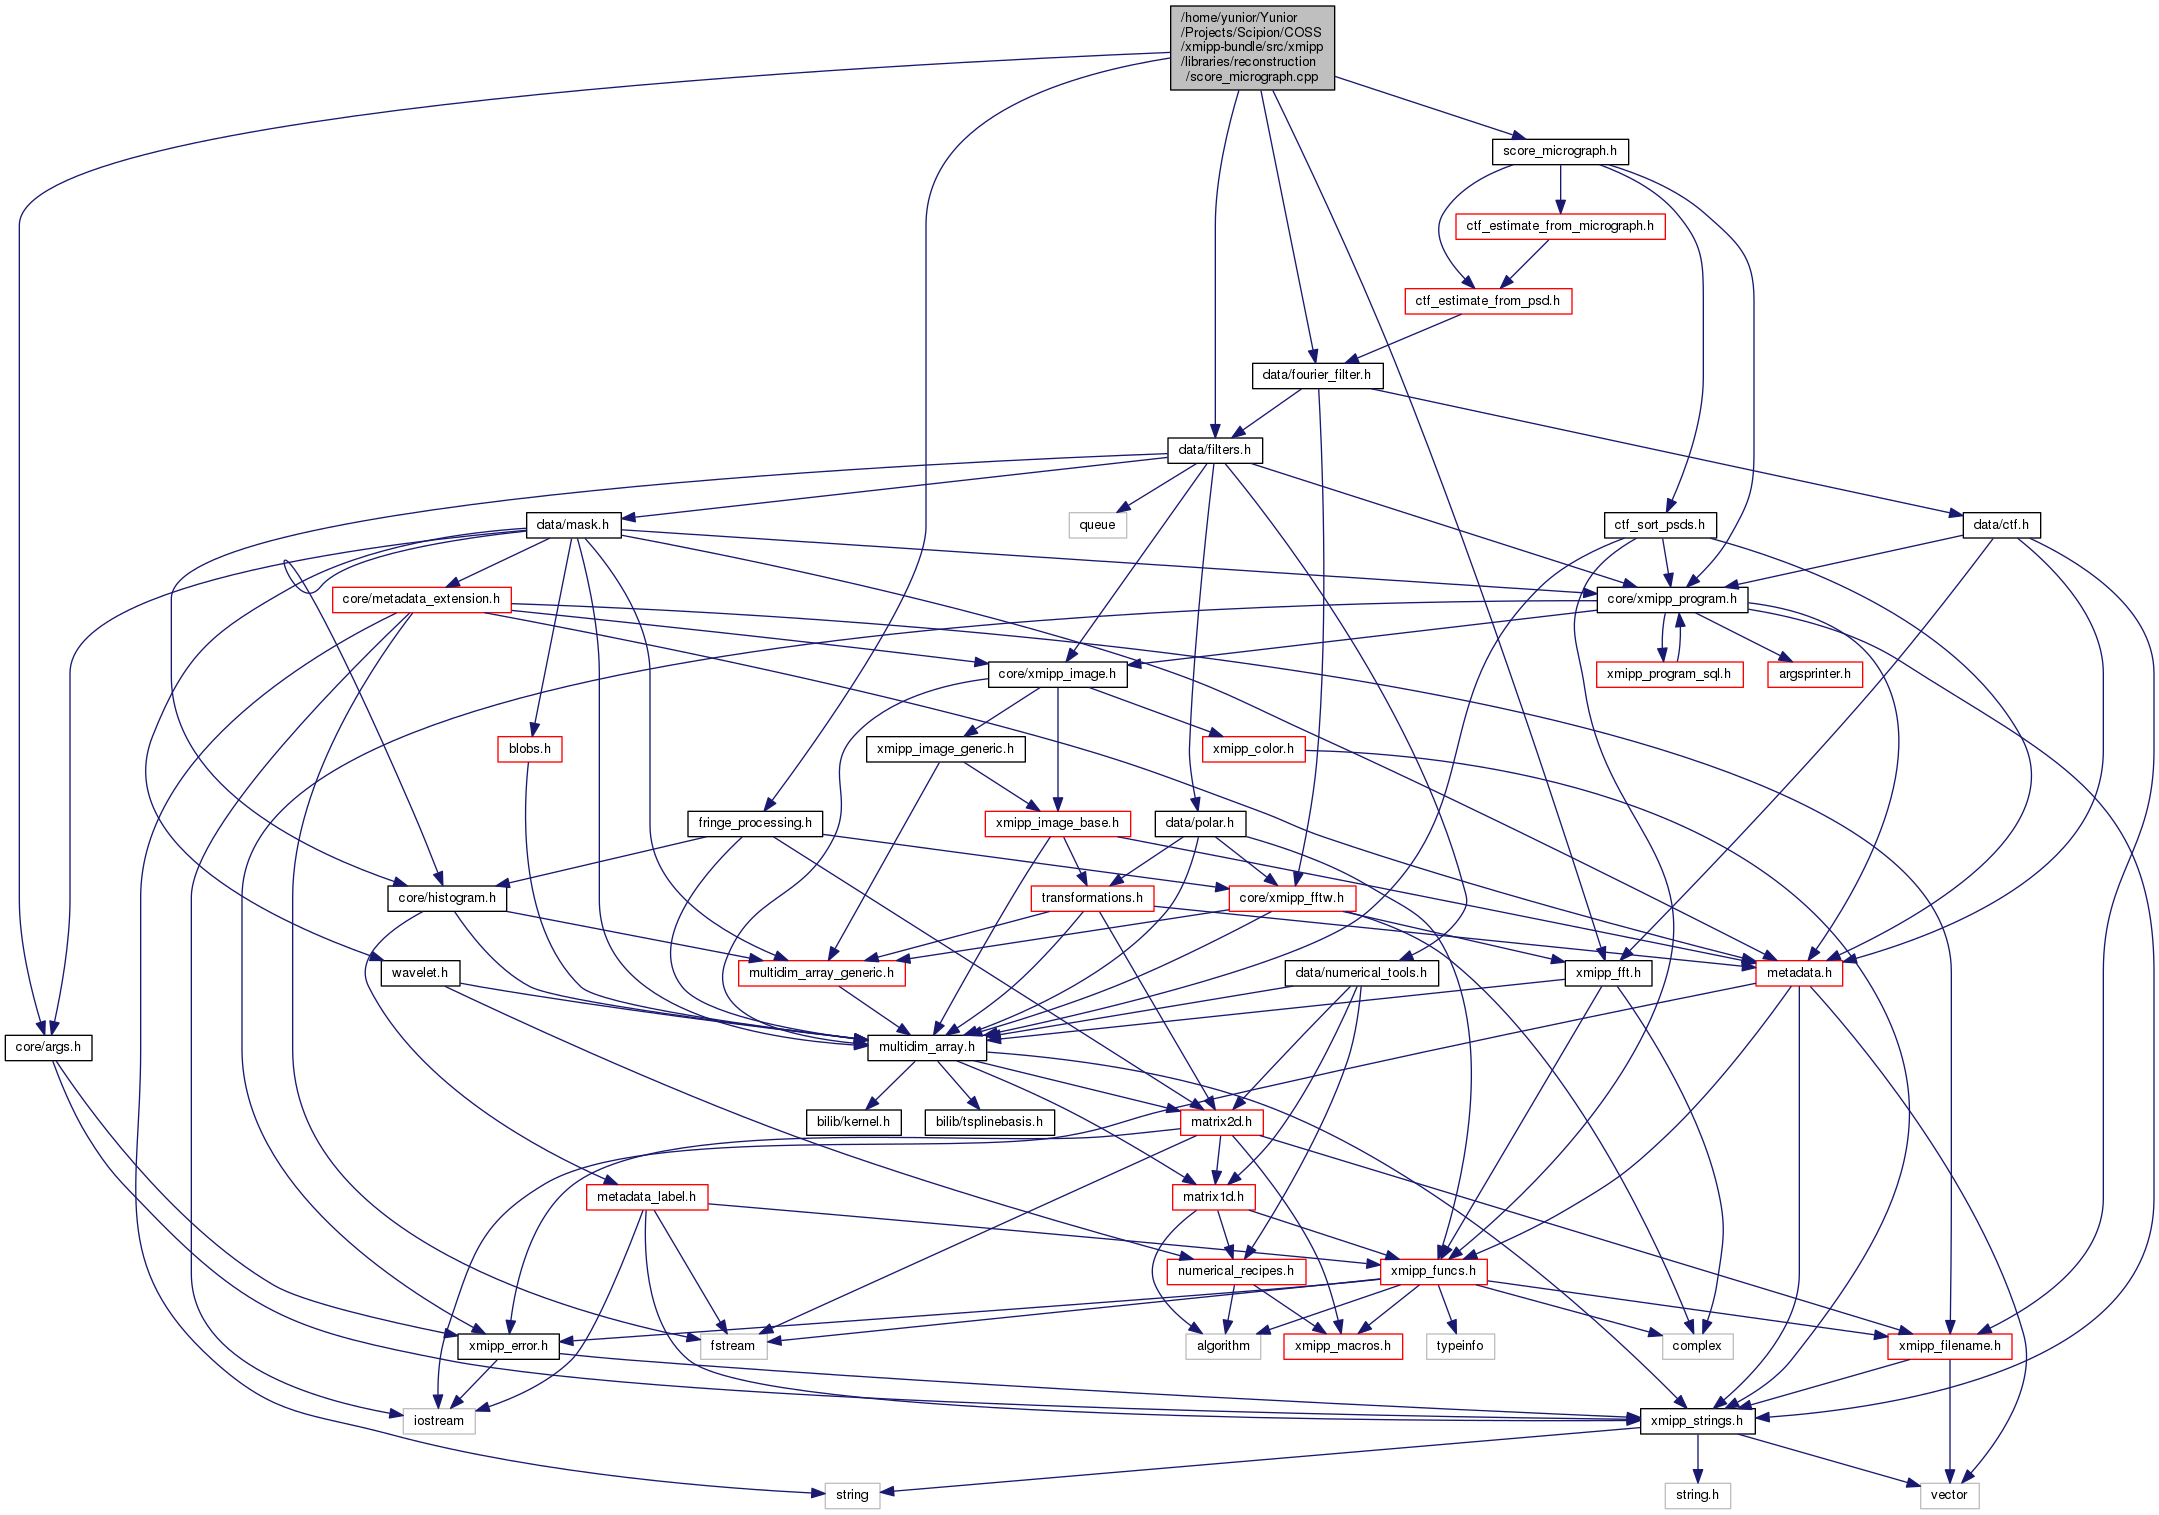 /home/yunior/Yunior
/Projects/Scipion/COSS
/xmipp-bundle/src/xmipp
/libraries/reconstruction
/score_micrograph.cpp
score_micrograph.h
ctf_estimate_from_micrograph.h
ctf_estimate_from_psd.h
data/fourier_filter.h
data/filters.h
queue
data/mask.h
ctf_sort_psds.h
data/ctf.h
core/metadata_extension.h
core/xmipp_program.h
core/xmipp_image.h
xmipp_program_sql.h
argsprinter.h
blobs.h
xmipp_image_generic.h
xmipp_color.h
fringe_processing.h
xmipp_image_base.h
data/polar.h
core/histogram.h
transformations.h
core/xmipp_fftw.h
wavelet.h
multidim_array_generic.h
data/numerical_tools.h
xmipp_fft.h
metadata.h
core/args.h
multidim_array.h
bilib/kernel.h
bilib/tsplinebasis.h
matrix2d.h
metadata_label.h
matrix1d.h
numerical_recipes.h
xmipp_funcs.h
xmipp_error.h
fstream
algorithm
xmipp_macros.h
typeinfo
complex
xmipp_filename.h
iostream
xmipp_strings.h
string
string.h
vector